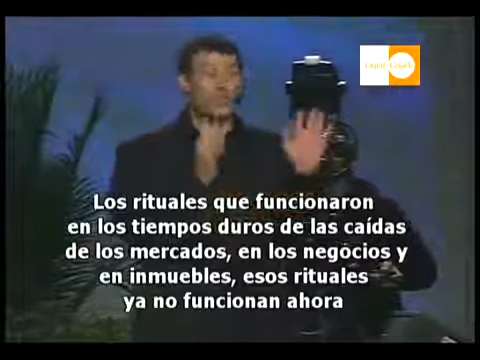 Los rituales que funcionaron
en los tiempos duros de las caídas
de los mercados, en los negocios y
en inmuebles, esos rituales
ya no funcionan ahora